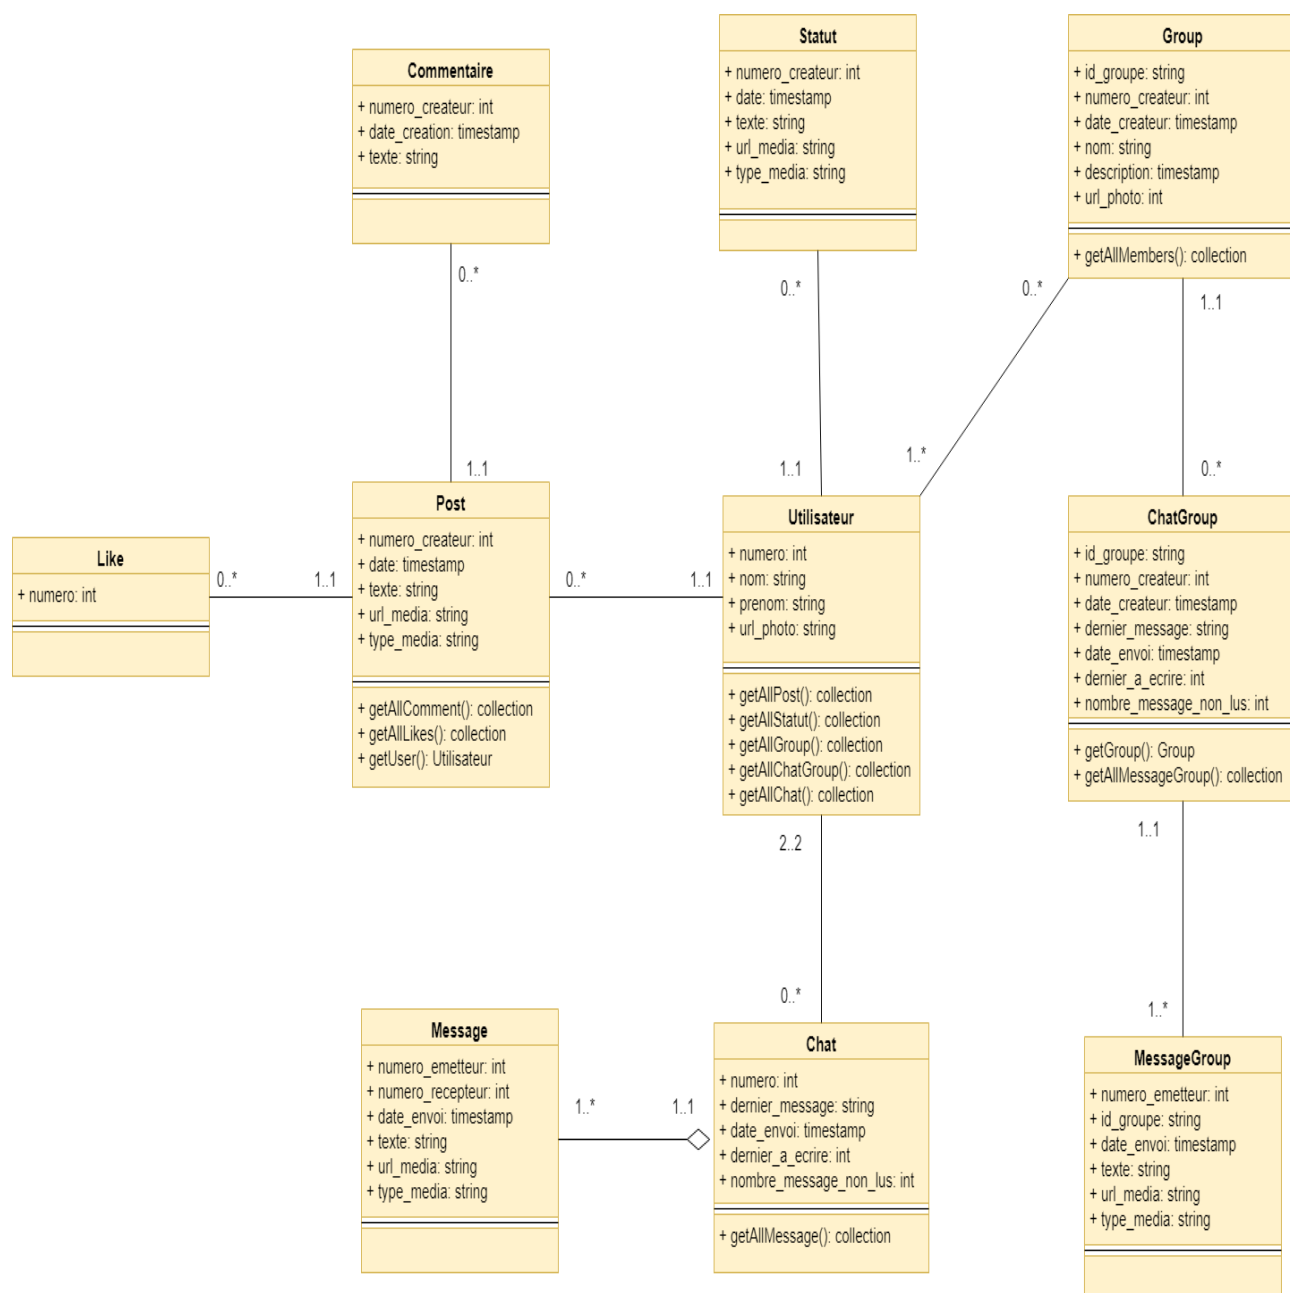 Commentaire
+ numero_createur: int
+ date_creation: timestamp
+ texte: string
0..*
1..1
Statut
+ numero_createur: int
+ date: timestamp
+ texte: string
+ url_media: string
+ type_media: string
0..*
1..1
Group
+ id_groupe: string
+ numero_createur: int
+ date_createur: timestamp
+ nom: string
+ description: timestamp
+ url_photo: int
+ getAllMembers(): collection
0..*
1..*
1..1
0..*
Like
+ numero: int
0..*
1..1
Post
+ numero_createur: int
+ date: timestamp
+ texte: string
+ url_media: string
+ type_media: string
+ getAllComment(): collection
+ getAllLikes(): collection
+ getUser(): Utilisateur
0..*
1..1
Utilisateur
+ numero: int
+ nom: string
+ prenom: string
+ url_photo: string
+ getAllPost(): collection
+ getAllStatut(): collection
+ getAllGroup(): collection
+ getAllChatGroup(): collection
+ getAllChat(): collection
2..2
0..*
ChatGroup
+ id_groupe: string
+ numero_createur: int
+ date_createur: timestamp
+ dernier_message: string
+ date_envoi: timestamp
+ dernier_a_ecrire: int
+ nombre_message_non_lus: int
+ getGroup(): Group
+ getAllMessageGroup(): collection
1..1
1..*
Message
+ numero_emetteur: int
+ numero_recepteur: int
+ date_envoi: timestamp
+ texte: string
+ url_media: string
+ type_media: string
1..*
1..1
Chat
+ numero: int
+ dernier_message: string
+ date_envoi: timestamp
+ dernier_a_ecrire: int
+ nombre_message_non_lus: int
+ getAllMessage(): collection
MessageGroup
+ numero_emetteur: int
+ id_groupe: string
+ date_envoi: timestamp
+ texte: string
+ url_media: string
+ type_media: string